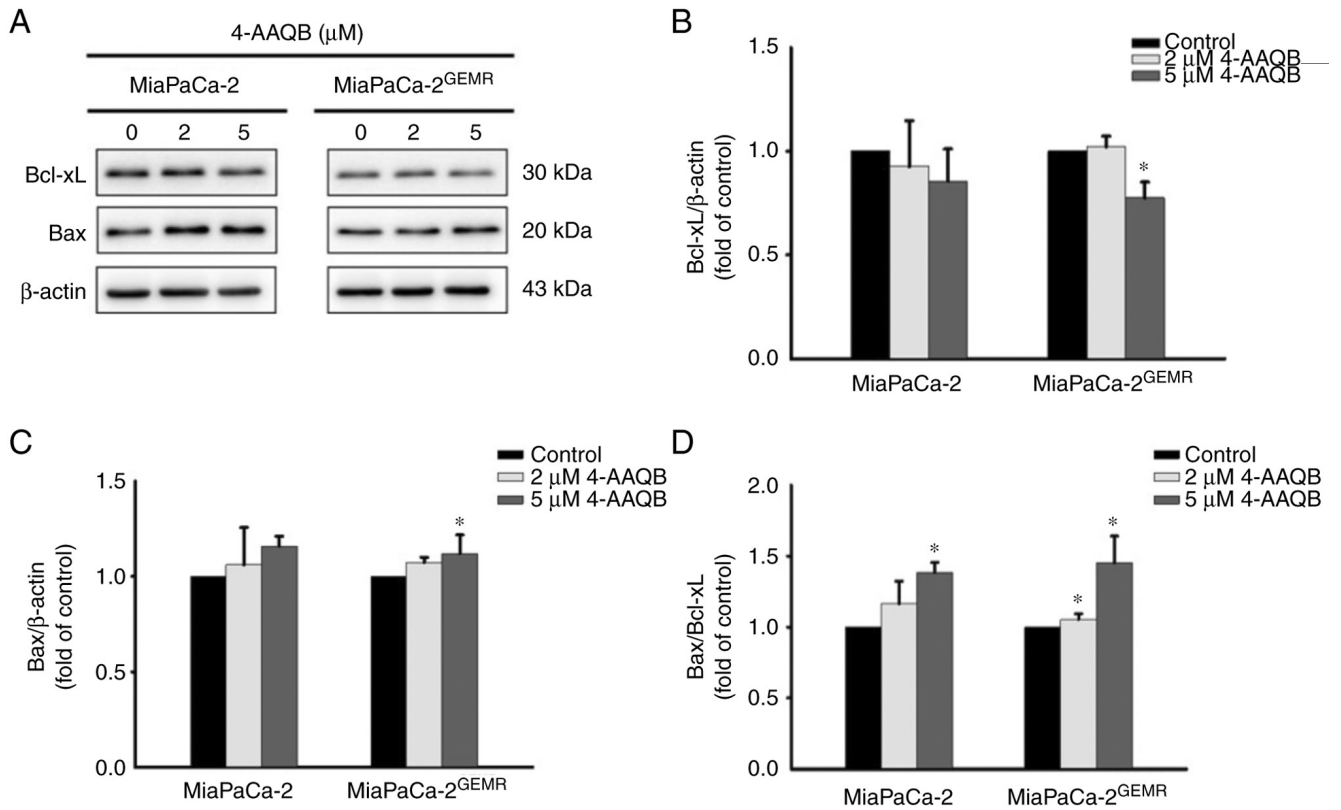 A
4-AAQB (μM)
MiaPaCa-2 MiaPaCa-2GEMR
0 2 5 0 2 5
Bcl-xL 30 kDa
Bax 20 kDa
β-actin 43 kDa
B
Control
2 μM 4-AAQB
5 μM 4-AAQB
Bcl-xL/β-actin
(fold of control)
1.5
1.0
0.5
0.0
*
MiaPaCa-2 MiaPaCa-2GEMR
C
Control
2 μM 4-AAQB
5 μM 4-AAQB
Bax/β-actin
(fold of control)
1.5
1.0
0.5
0.0
*
MiaPaCa-2 MiaPaCa-2GEMR
D
Control
2 μM 4-AAQB
5 μM 4-AAQB
Bax/Bcl-xL
(fold of control)
2.0
1.5
1.0
0.5
0.0
* * *
MiaPaCa-2 MiaPaCa-2GEMR